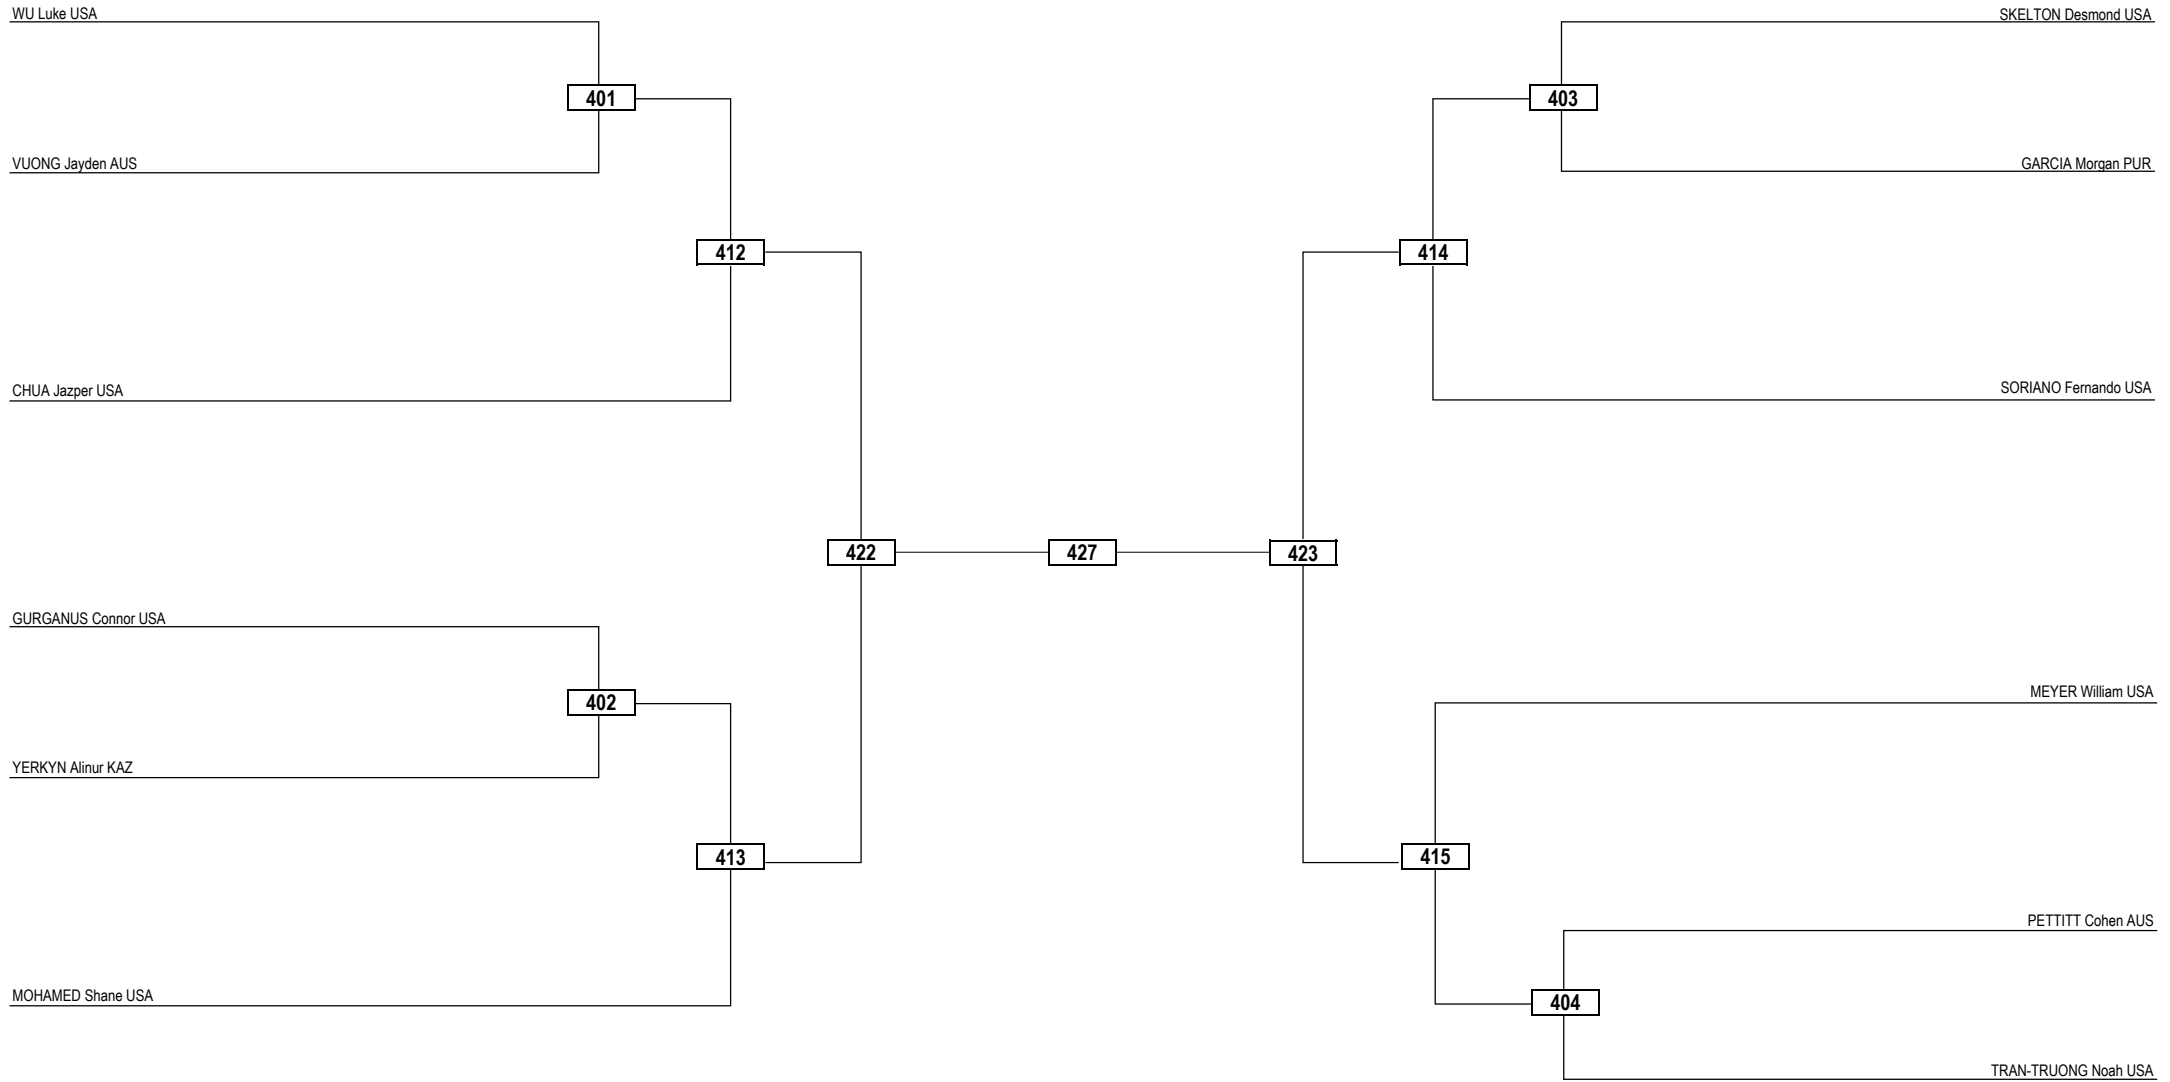 WU Luke USA
SKELTON Desmond USA
401
403
VUONG Jayden AUS
GARCIA Morgan PUR
412
414
CHUA Jazper USA
SORIANO Fernando USA
422
427
423
GURGANUS Connor USA
MEYER William USA
402
YERKYN Alinur KAZ
413
415
PETTITT Cohen AUS
MOHAMED Shane USA
404
TRAN-TRUONG Noah USA